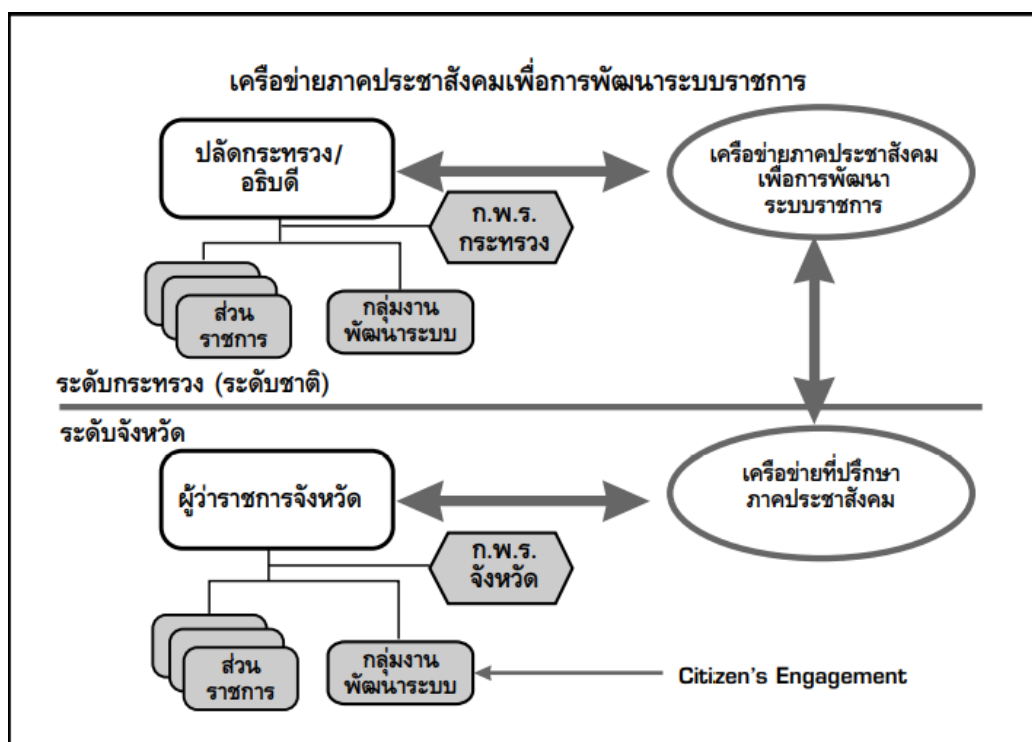 เครือข่ายภาคประชาสังคมเพื่อการพัฒนาระบบราชการ
ปลัดกระทรวง/
อธิบดี
เครือข่ายภาคประชาสังคม
เพื่อการพัฒนา
ระบบราชการ
ก.พ.ร.
กระทรวง
ส่วน
ราชการ
กลุ่มงาน
พัฒนาระบบ
ระดับกระทรวง (ระดับชาติ)
ระดับจังหวัด
ผู้ว่าราชการจังหวัด
เครือข่ายที่ปรึกษา
ภาคประชาสังคม
ก.พ.ร.
จังหวัด
ส่วน
ราชการ
กลุ่มงาน
พัฒนาระบบ
Citizen's Engagement